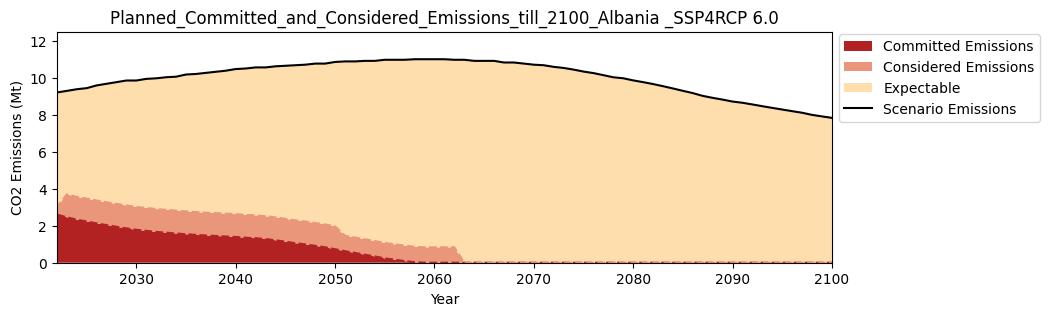 Planned_Committed_and_Considered_Emissions_till_2100_Albania _SSP4RCP 6.0
12
10
8
6
4
2
0
CO2 Emissions (Mt)
2030 2040 2050 2060 2070 2080 2090 2100
Year
Committed Emissions
Considered Emissions
Expectable
Scenario Emissions